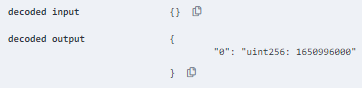 decoded input {}
decoded output {
"0": "uint256: 1650996000"
}